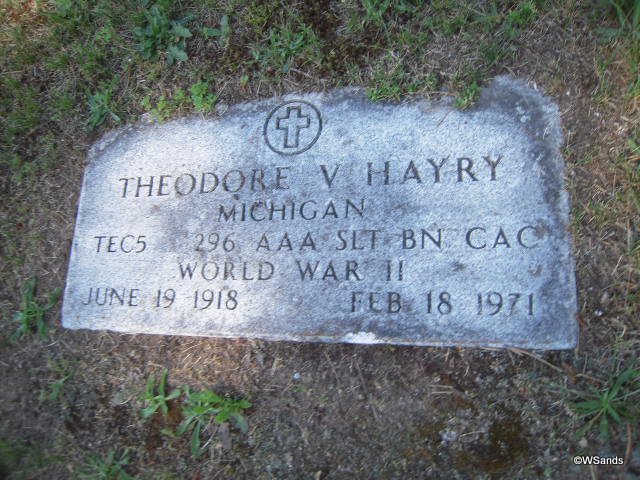 THEODORE V HAYRY
MICHIGAN
TEC5 296 AAA SLT BN CAC
WORLD WAR II
JUNE 19 1918 FEB 18 1971
©WSands